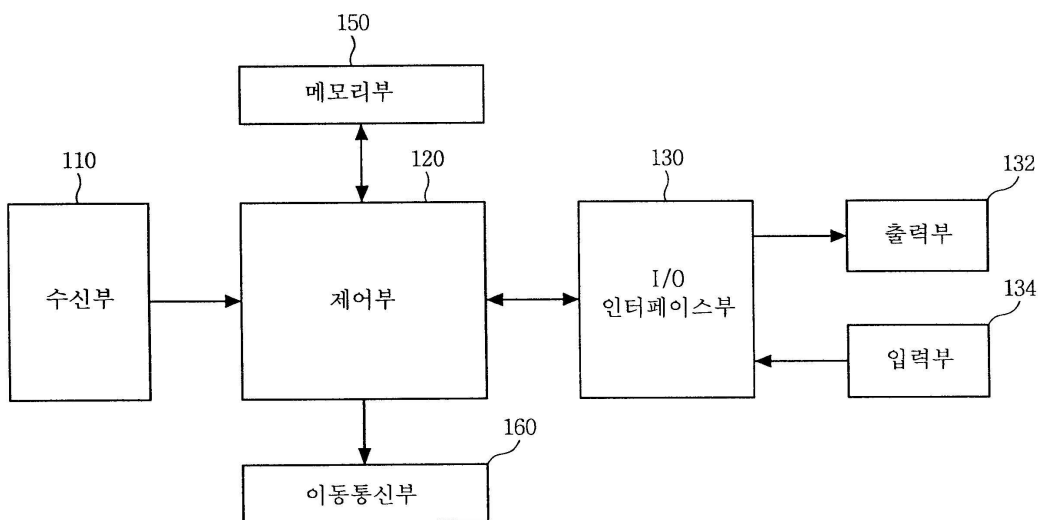 150
메모리부
110
120
130
132
수신부
제어부
I/O
인터페이스부
출력부
134
입력부
160
이동통신부